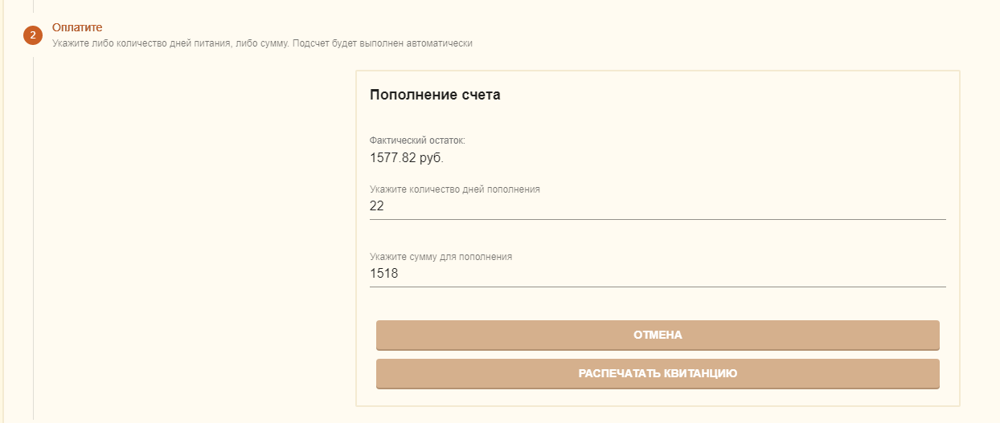 2
Оплатите
Укажите либо количество дней питания, либо сумму. Подсчет будет выполнен автоматически
Пополнение счета
Фактический остаток:
1577.82 руб.
Укажите количество дней пополнения
22
Укажите сумму для пополнения
1518
ОТМЕНА
РАСПЕЧАТАТЬ КВИТАНЦИЮ